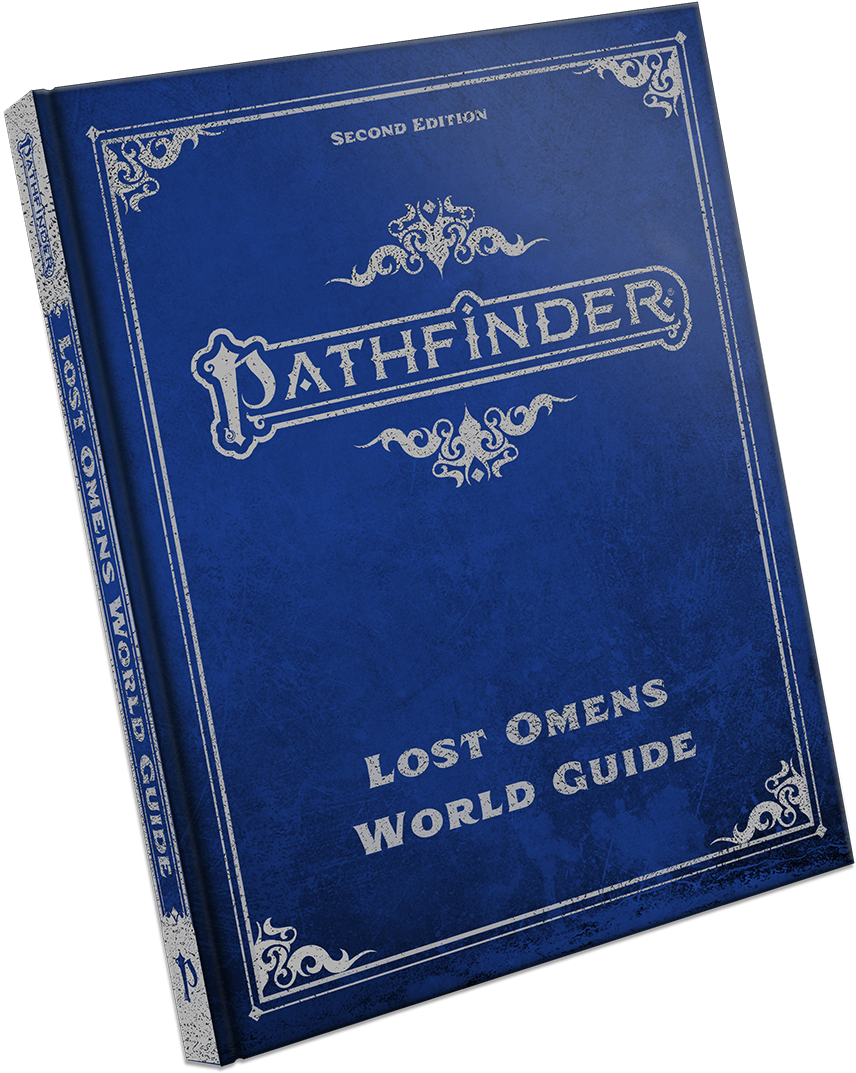 Second Edition
Pathfinder®
Lost Omens
World Guide
Pathfinder
Lost Omens World Guide
P